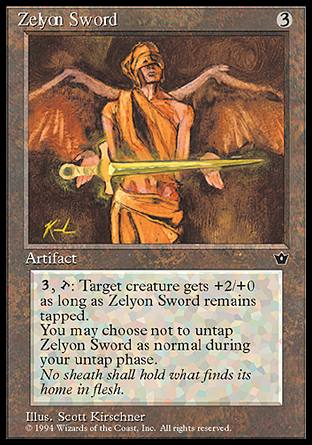 Zelyon Sword 3
Artifact
3, : Target creature gets +2/+0
as long as Zelyon Sword remains
tapped.
You may choose not to untap
Zelyon Sword as normal during
your untap phase.
No sheath shall hold what finds its
home in flesh.
Illus. Scott Kirschner
© 1994 Wizards of the Coast, Inc. All rights reserved.